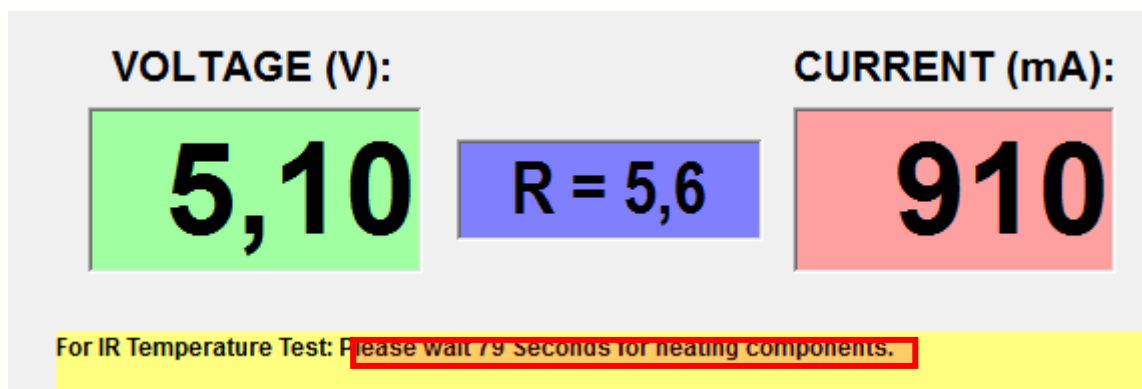 VOLTAGE (V): CURRENT (mA):
5,10 R = 5,6 910
For IR Temperature Test: Please wait 79 Seconds for heating components.